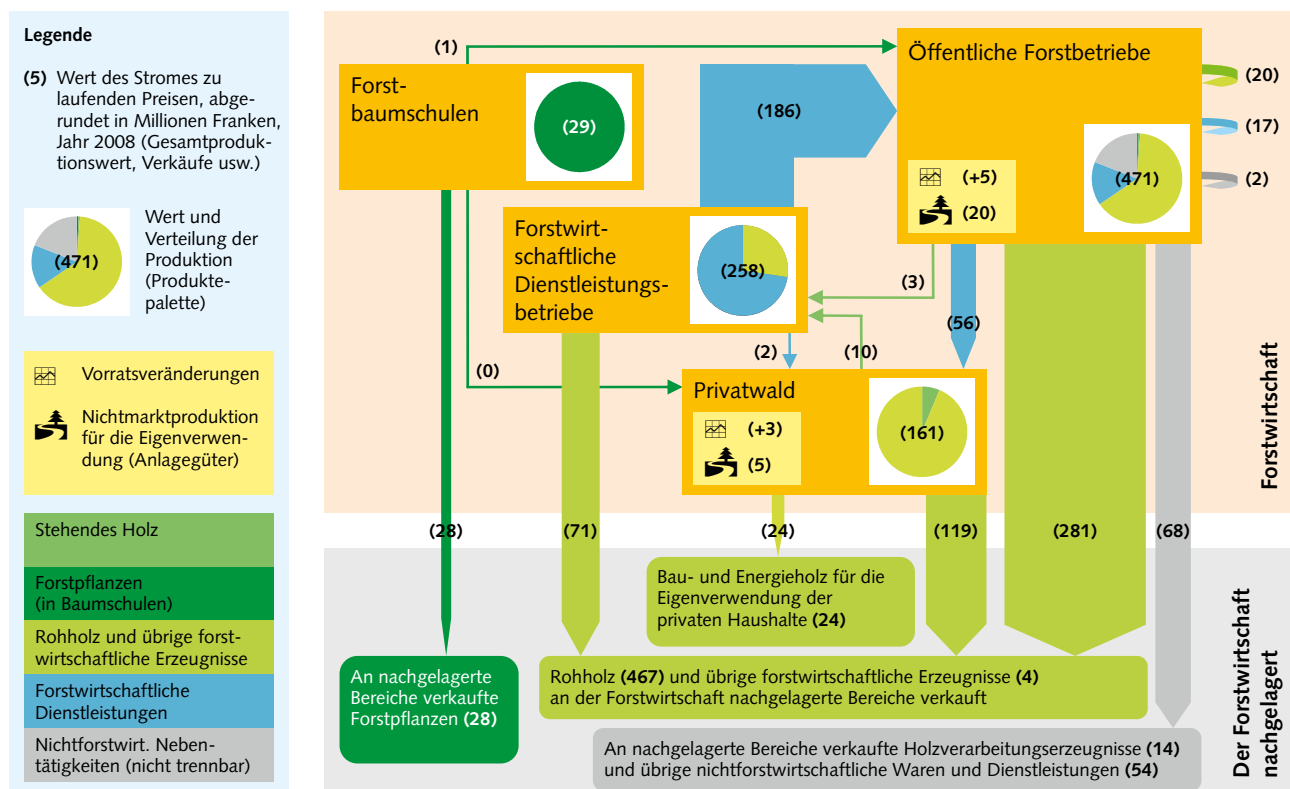 Legende
(5) Wert des Stromes zu
laufenden Preisen, abge-
rundet in Millionen Franken,
Jahr 2008 (Gesamtproduk-
tionswert, Verkäufe usw.)
(471)
Wert und
Verteilung der
Produktion
(Produkte-
palette)
Vorratsveränderungen
Nichtmarktproduktion
für die Eigenverwen-
dung (Anlagegüter)
Stehendes Holz
Forstpflanzen
(in Baumschulen)
Rohholz und übrige forst-
wirtschaftliche Erzeugnisse
Forstwirtschaftliche
Dienstleistungen
Nichtforstwirt. Neben-
tätigkeiten (nicht trennbar)
(1)
Forst-
baumschulen
(29)
(186)
Öffentliche Forstbetriebe
(20)
(17)
(2)
(+5)
(20)
(471)
Forstwirt-
schaftliche
Dienstleistungs-
betriebe
(258)
(3)
(56)
(2)
(10)
(0)
Privatwald
(+3)
(5)
(161)
Forstwirtschaft
(28)
(71)
(24)
(119)
(281)
(68)
Bau- und Energieholz für die
Eigenverwendung der
privaten Haushalte (24)
An nachgelagerte
Bereiche verkaufte
Forstpflanzen (28)
Rohholz (467) und übrige forstwirtschaftliche Erzeugnisse (4)
an der Forstwirtschaft nachgelagerte Bereiche verkauft
An nachgelagerte Bereiche verkaufte Holzverarbeitungserzeugnisse (14)
und übrige nichtforstwirtschaftliche Waren und Dienstleistungen (54)
Der Forstwirtschaft
nachgelagert